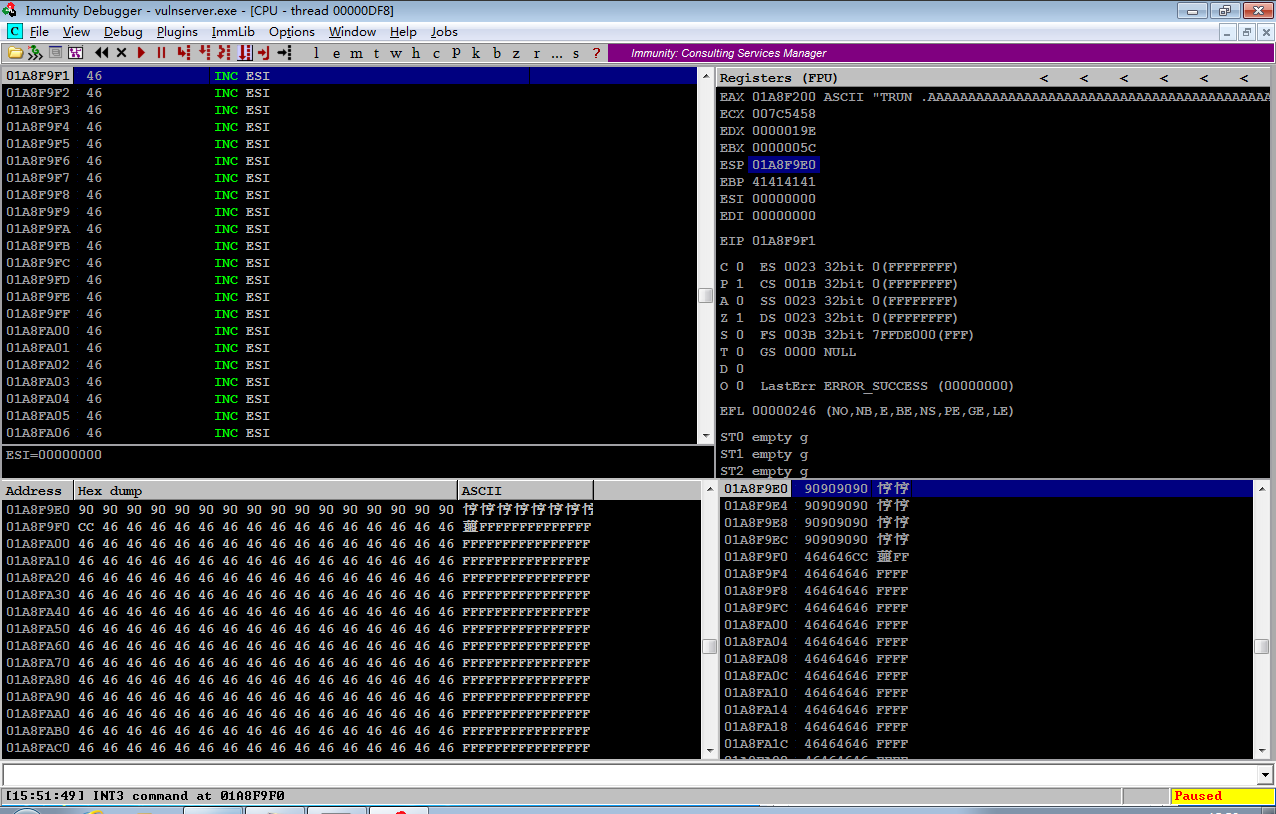 Immunity Debugger - vulnserver.exe - [CPU - thread 00000DF8]
C File View Debug Plugins ImmLib Options Window Help Jobs
l e m t w h c P k b z r ... s ? Immunity: Consulting Services Manager
01A8F9F1 46 INC ESI
01A8F9F2 46 INC ESI
01A8F9F3 46 INC ESI
01A8F9F4 46 INC ESI
01A8F9F5 46 INC ESI
01A8F9F6 46 INC ESI
01A8F9F7 46 INC ESI
01A8F9F8 46 INC ESI
01A8F9F9 46 INC ESI
01A8F9FA 46 INC ESI
01A8F9FB 46 INC ESI
01A8F9FC 46 INC ESI
01A8F9FD 46 INC ESI
01A8F9FE 46 INC ESI
01A8F9FF 46 INC ESI
01A8FA00 46 INC ESI
01A8FA01 46 INC ESI
01A8FA02 46 INC ESI
01A8FA03 46 INC ESI
01A8FA04 46 INC ESI
01A8FA05 46 INC ESI
01A8FA06 46 INC ESI
ESI=00000000
Registers (FPU) < < < < < <
EAX 01A8F200 ASCII "TRUN .AAAAAAAAAAAAAAAAAAAAAAAAAAAAAAAAAAAAAAAAAAA
ECX 007C5458
EDX 0000019E
EBX 0000005C
ESP 01A8F9E0
EBP 41414141
ESI 00000000
EDI 00000000
EIP 01A8F9F1
C 0 ES 0023 32bit 0(FFFFFFFF)
P 1 CS 001B 32bit 0(FFFFFFFF)
A 0 SS 0023 32bit 0(FFFFFFFF)
Z 1 DS 0023 32bit 0(FFFFFFFF)
S 0 FS 003B 32bit 7FFDE000(FFF)
T 0 GS 0000 NULL
D 0
O 0 LastErr ERROR_SUCCESS (00000000)
EFL 00000246 (NO,NB,E,BE,NS,PE,GE,LE)
ST0 empty g
ST1 empty g
ST2 empty g
Address Hex dump ASCII
01A8F9E0 90 90 90 90 90 90 90 90 90 90 90 90 90 90 90 90 悙悙悙悙悙悙悙悙
01A8F9F0 CC 46 46 46 46 46 46 46 46 46 46 46 46 46 46 46 蘁FFFFFFFFFFFFFF
01A8FA00 46 46 46 46 46 46 46 46 46 46 46 46 46 46 46 46 FFFFFFFFFFFFFFFF
01A8FA10 46 46 46 46 46 46 46 46 46 46 46 46 46 46 46 46 FFFFFFFFFFFFFFFF
01A8FA20 46 46 46 46 46 46 46 46 46 46 46 46 46 46 46 46 FFFFFFFFFFFFFFFF
01A8FA30 46 46 46 46 46 46 46 46 46 46 46 46 46 46 46 46 FFFFFFFFFFFFFFFF
01A8FA40 46 46 46 46 46 46 46 46 46 46 46 46 46 46 46 46 FFFFFFFFFFFFFFFF
01A8FA50 46 46 46 46 46 46 46 46 46 46 46 46 46 46 46 46 FFFFFFFFFFFFFFFF
01A8FA60 46 46 46 46 46 46 46 46 46 46 46 46 46 46 46 46 FFFFFFFFFFFFFFFF
01A8FA70 46 46 46 46 46 46 46 46 46 46 46 46 46 46 46 46 FFFFFFFFFFFFFFFF
01A8FA80 46 46 46 46 46 46 46 46 46 46 46 46 46 46 46 46 FFFFFFFFFFFFFFFF
01A8FA90 46 46 46 46 46 46 46 46 46 46 46 46 46 46 46 46 FFFFFFFFFFFFFFFF
01A8FAA0 46 46 46 46 46 46 46 46 46 46 46 46 46 46 46 46 FFFFFFFFFFFFFFFF
01A8FAB0 46 46 46 46 46 46 46 46 46 46 46 46 46 46 46 46 FFFFFFFFFFFFFFFF
01A8FAC0 46 46 46 46 46 46 46 46 46 46 46 46 46 46 46 46 FFFFFFFFFFFFFFFF
01A8F9E0 90909090 悙悙
01A8F9E4 90909090 悙悙
01A8F9E8 90909090 悙悙
01A8F9EC 90909090 悙悙
01A8F9F0 464646CC 蘁FF
01A8F9F4 46464646 FFFF
01A8F9F8 46464646 FFFF
01A8F9FC 46464646 FFFF
01A8FA00 46464646 FFFF
01A8FA04 46464646 FFFF
01A8FA08 46464646 FFFF
01A8FA0C 46464646 FFFF
01A8FA10 46464646 FFFF
01A8FA14 46464646 FFFF
01A8FA18 46464646 FFFF
01A8FA1C 46464646 FFFF
[15:51:49] INT3 command at 01A8F9F0
Paused